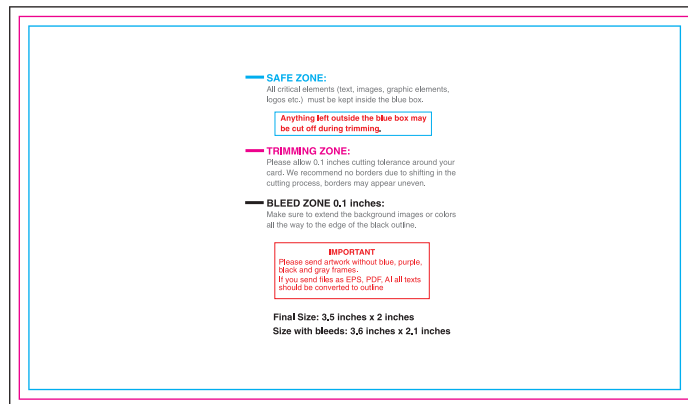 SAFE ZONE:
All critical elements (text, images, graphic elements,
logos etc.) must be kept inside the blue box.
Anything left outside the blue box may
be cut off during trimming.
TRIMMING ZONE:
Please allow 0.1 inches cutting tolerance around your
card. We recommend no borders due to shifting in the
cutting process, borders may appear uneven.
BLEED ZONE 0.1 inches:
Make sure to extend the background images or colors
all the way to the edge of the black outline.
IMPORTANT
Please send artwork without blue, purple,
black and gray frames.
If you send files as EPS, PDF, AI all texts
should be converted to outline
Final Size: 3.5 inches x 2 inches
Size with bleeds: 3.6 inches x 2.1 inches